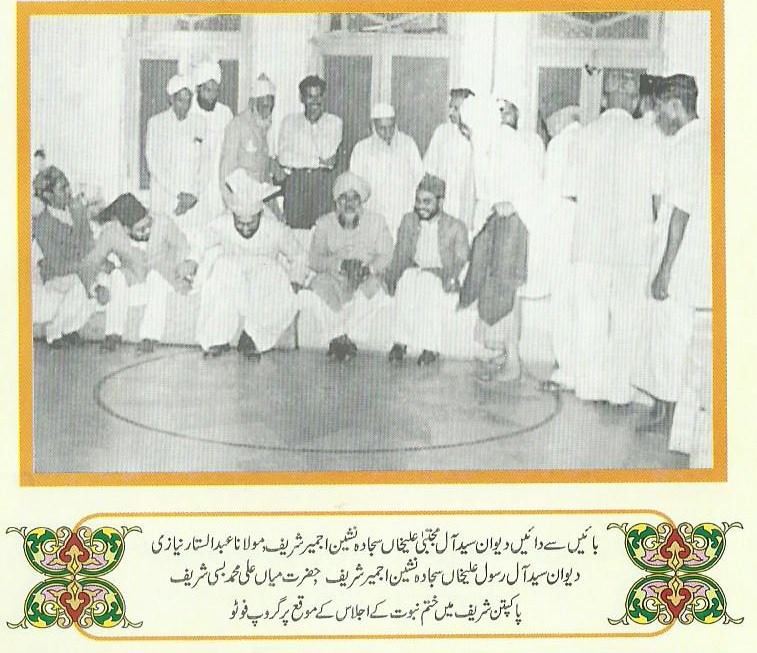 بائیں سے دائیں دیوان سید آل مجتبیٰ علیخاں سجادہ نشین اجمیر شریف، مولانا عبدالستار نیازی
دیوان سید آل رسول علیخاں سجادہ نشین اجمیر شریف، حضرت میاں علی محمد بسی شریف
پاکپتن شریف میں ختم نبوت کے اجلاس کے موقع پر گروپ فوٹو